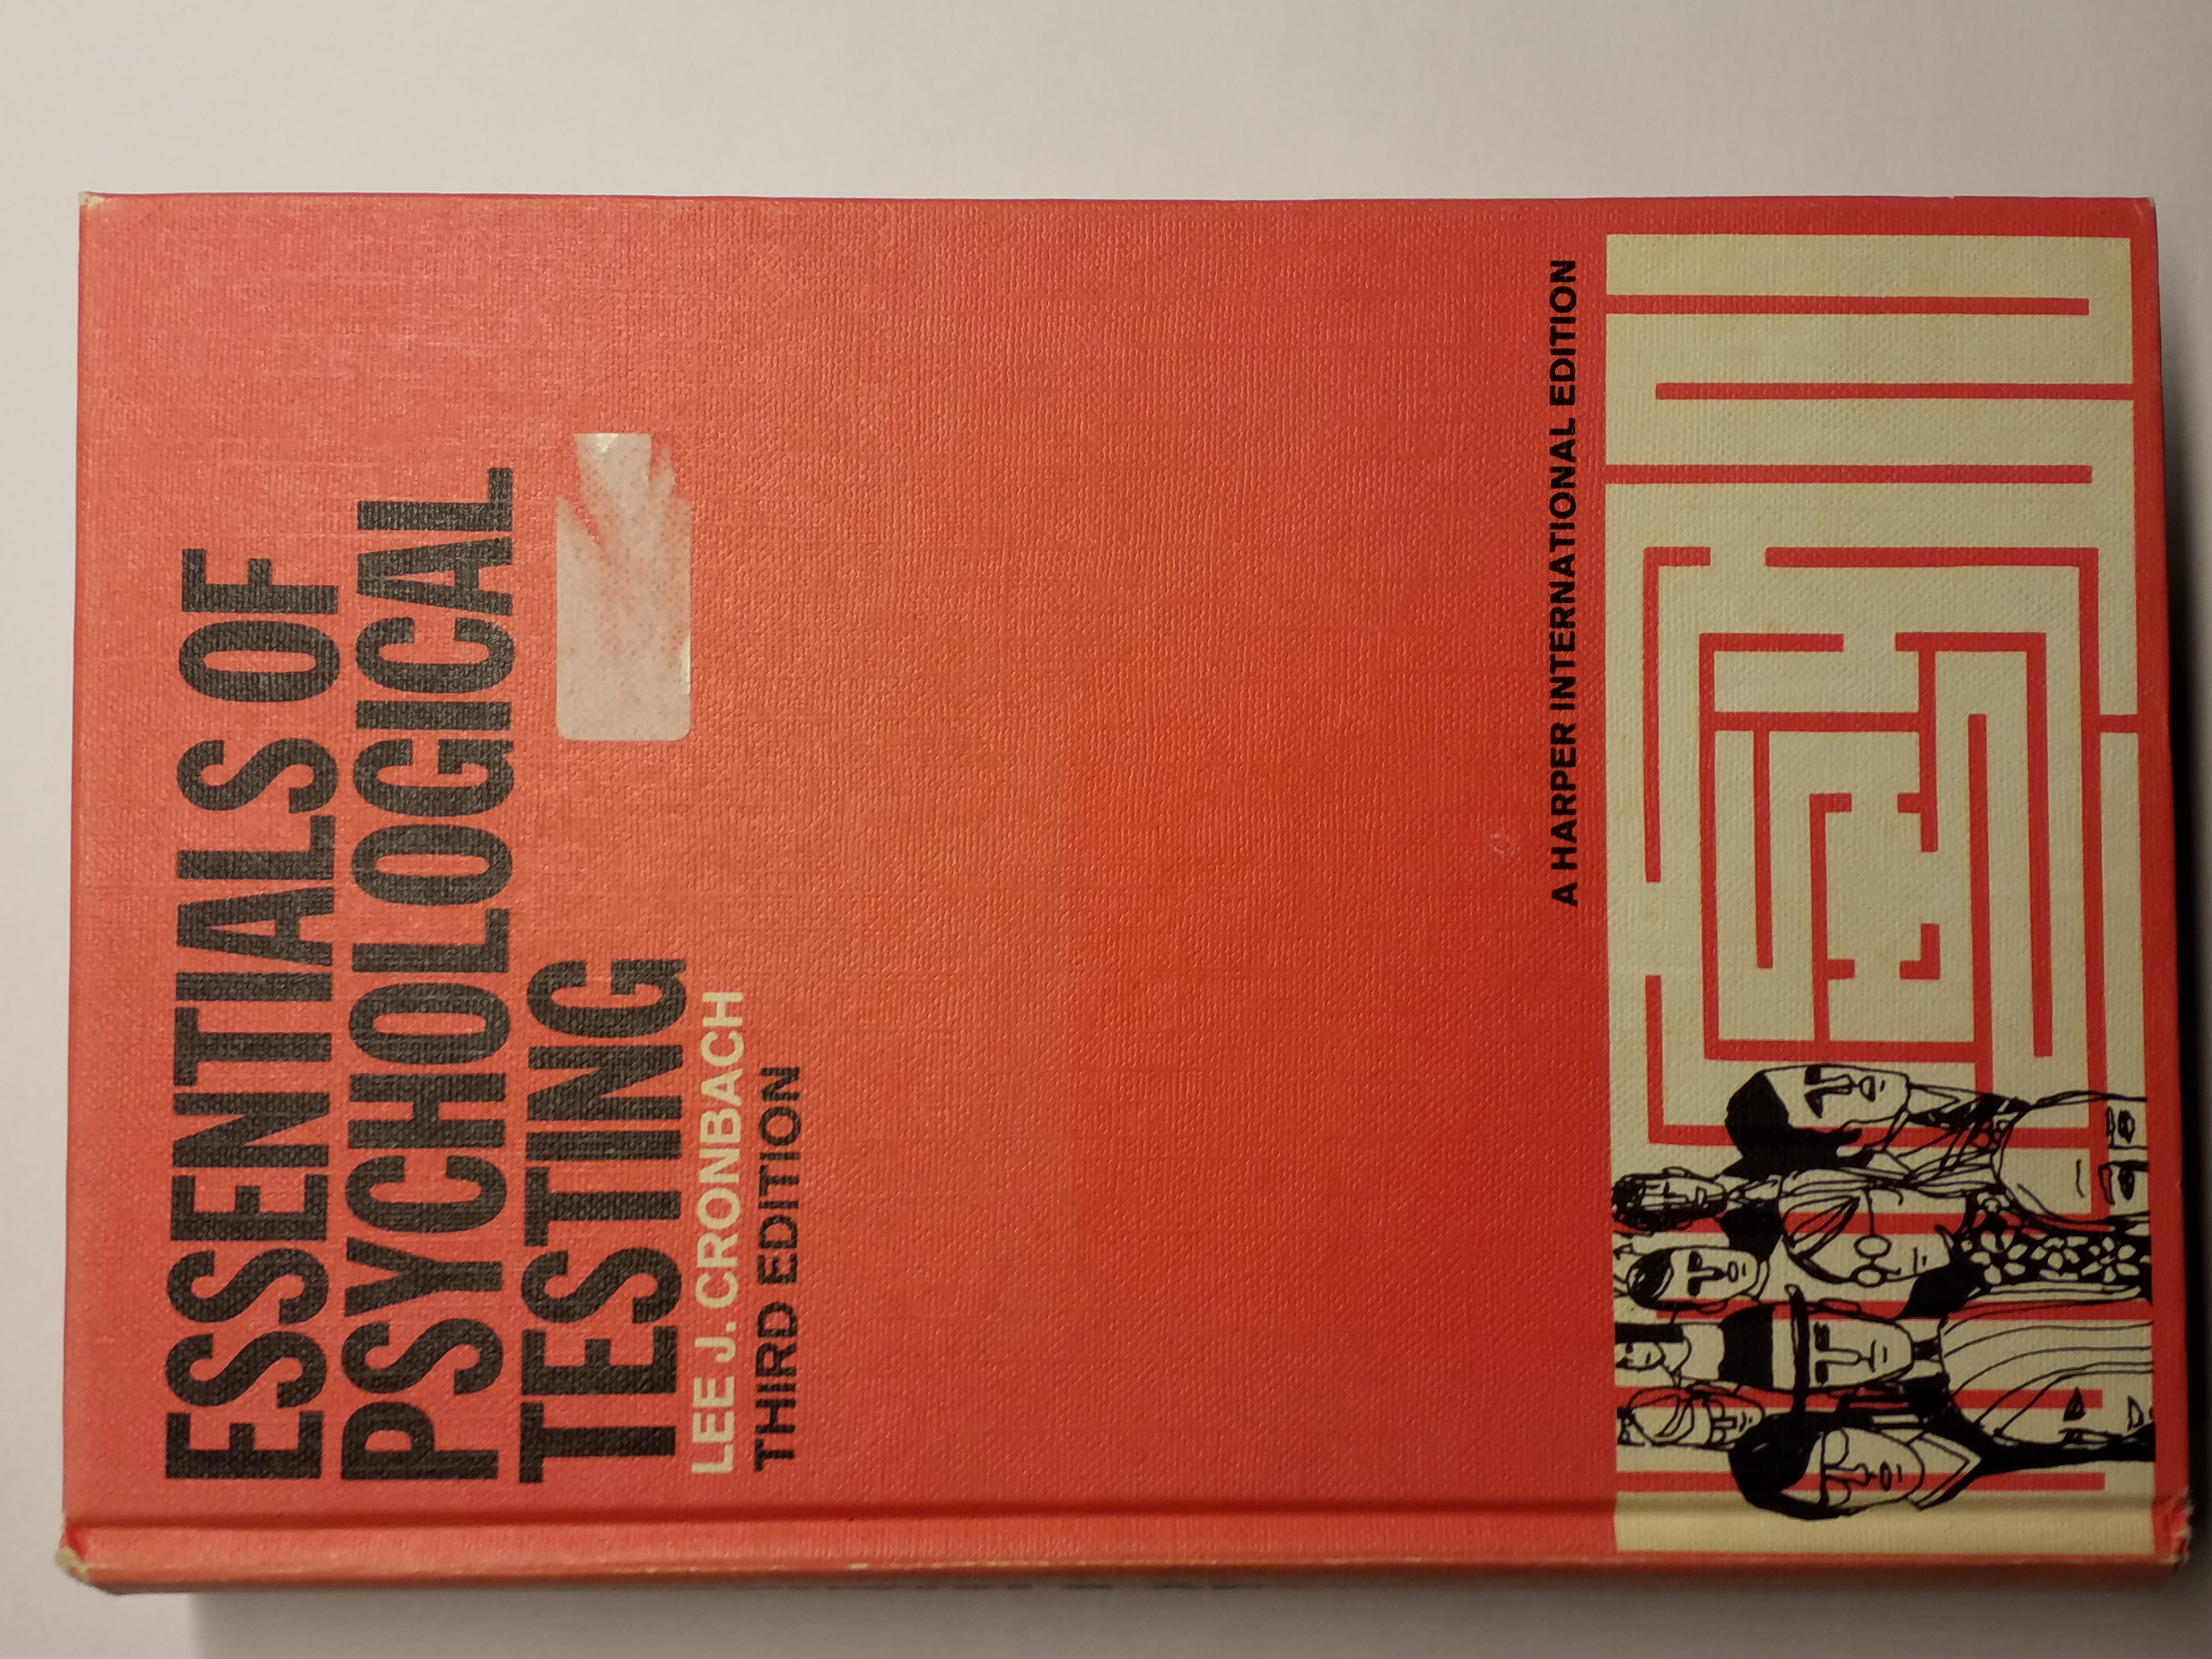 ESSENTIALS OF
PSYCHOLOGICAL
TESTING
LEE J. CRONBACH
THIRD EDITION
A HARPER INTERNATIONAL EDITION